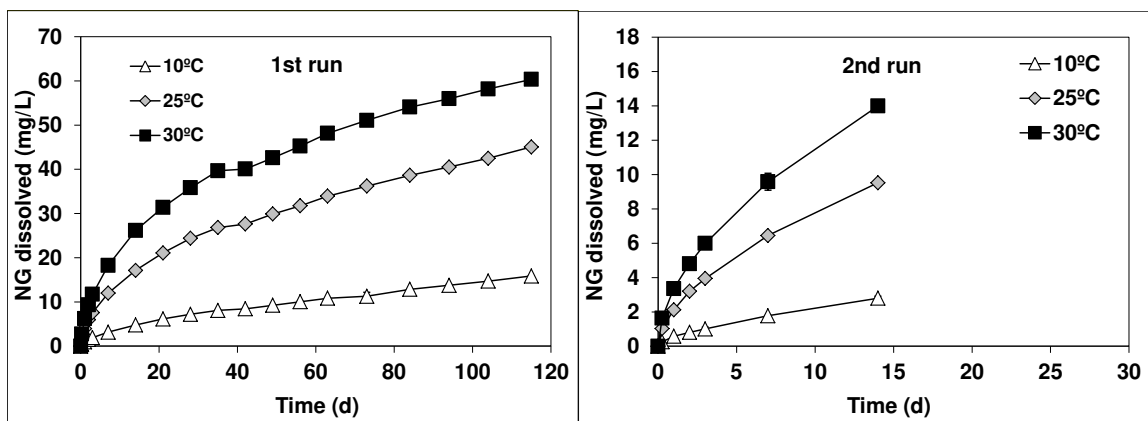 70
60
50
40
30
20
10
0
NG dissolved (mg/L)
1st run
10ºC
25ºC
30ºC
0 20 40 60 80 100 120
Time (d)
18
16
14
12
10
8
6
4
2
0
NG dissolved (mg/L)
2nd run
10ºC
25ºC
30ºC
0 5 10 15 20 25 30
Time (d)